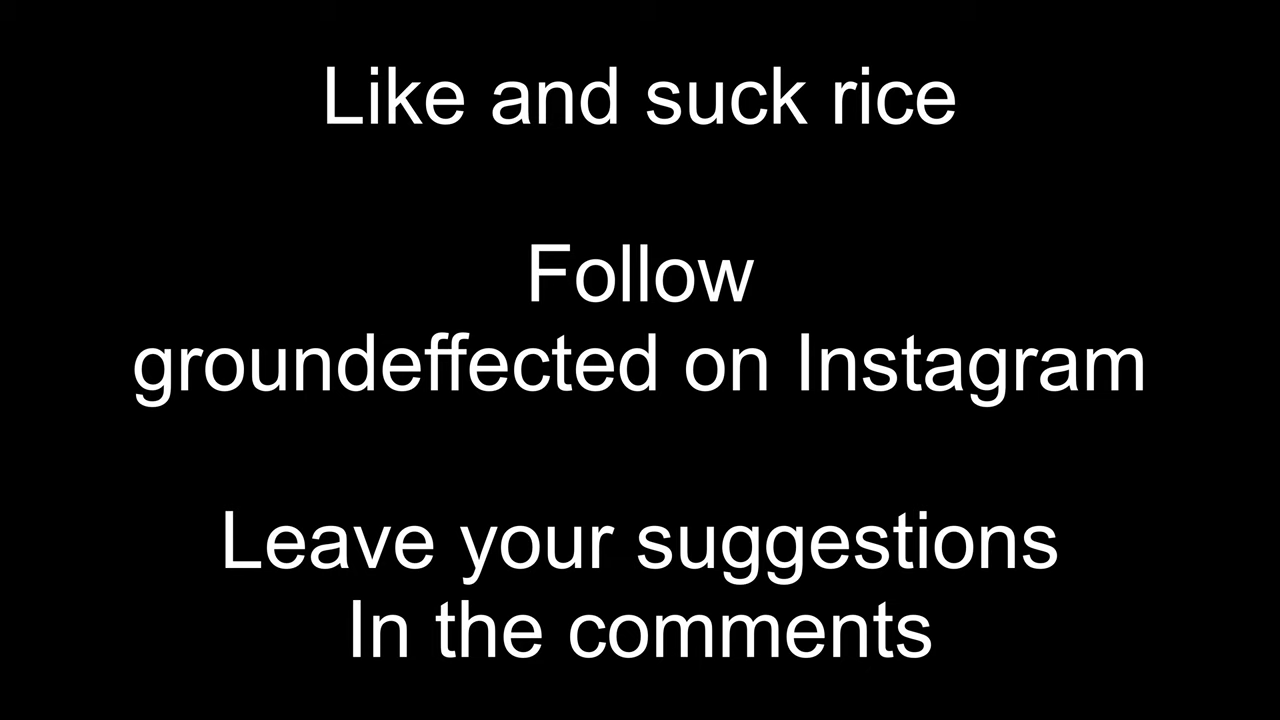 Like and suck rice
Follow
groundeffected on Instagram
Leave your suggestions
In the comments